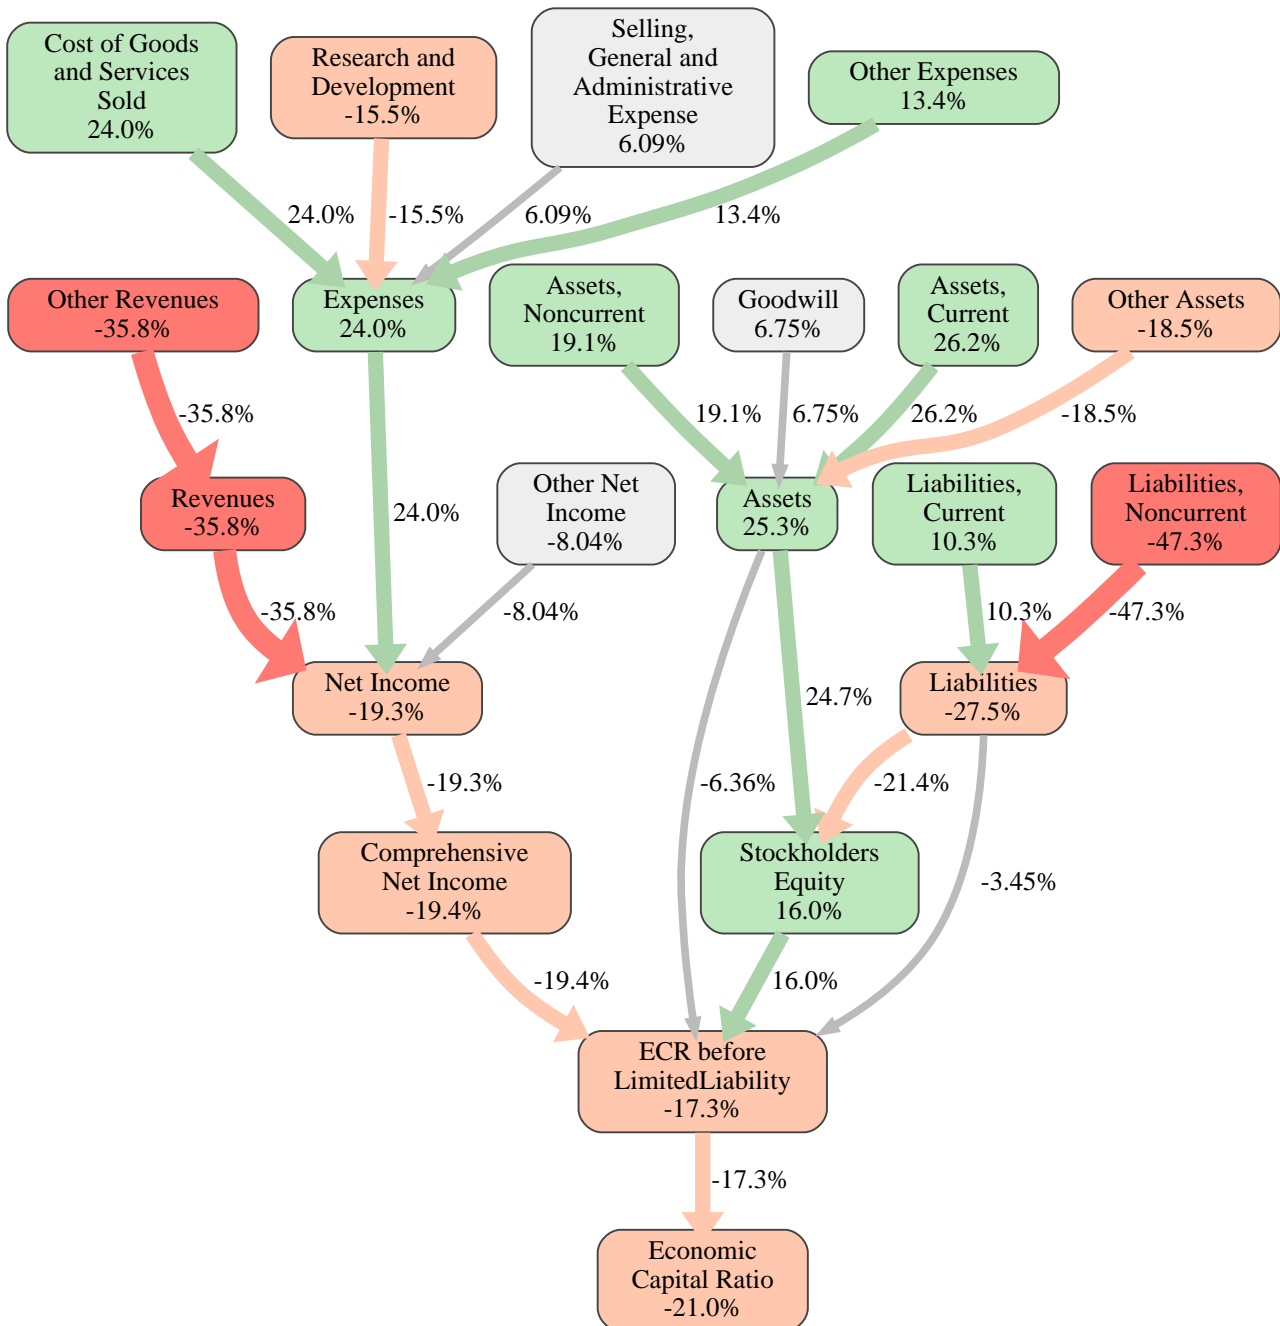 Cost of Goods
and Services
Sold
24.0%
Research and
Development
-15.5%
Selling,
General and
Administrative
Expense
6.09%
Other Expenses
13.4%
24.0%
-15.5%
6.09%
13.4%
Other Revenues
-35.8%
Expenses
24.0%
Assets,
Noncurrent
19.1%
Goodwill
6.75%
Assets,
Current
26.2%
Other Assets
-18.5%
-35.8%
19.1%
6.75%
26.2%
-18.5%
Revenues
-35.8%
24.0%
Other Net
Income
-8.04%
Assets
25.3%
Liabilities,
Current
10.3%
Liabilities,
Noncurrent
-47.3%
-35.8%
-8.04%
10.3%
-47.3%
Net Income
-19.3%
24.7%
Liabilities
-27.5%
-19.3%
-6.36%
-21.4%
Comprehensive
Net Income
-19.4%
Stockholders
Equity
16.0%
-3.45%
-19.4%
16.0%
ECR before
LimitedLiability
-17.3%
-17.3%
Economic
Capital Ratio
-21.0%